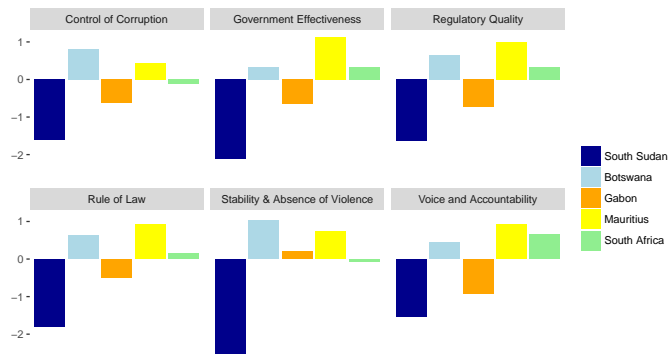 Control of Corruption
Government Effectiveness
Regulatory Quality
1
0
−1
−2
Rule of Law
Stability & Absence of Violence
Voice and Accountability
1
0
−1
−2
South Sudan
Botswana
Gabon
Mauritius
South Africa